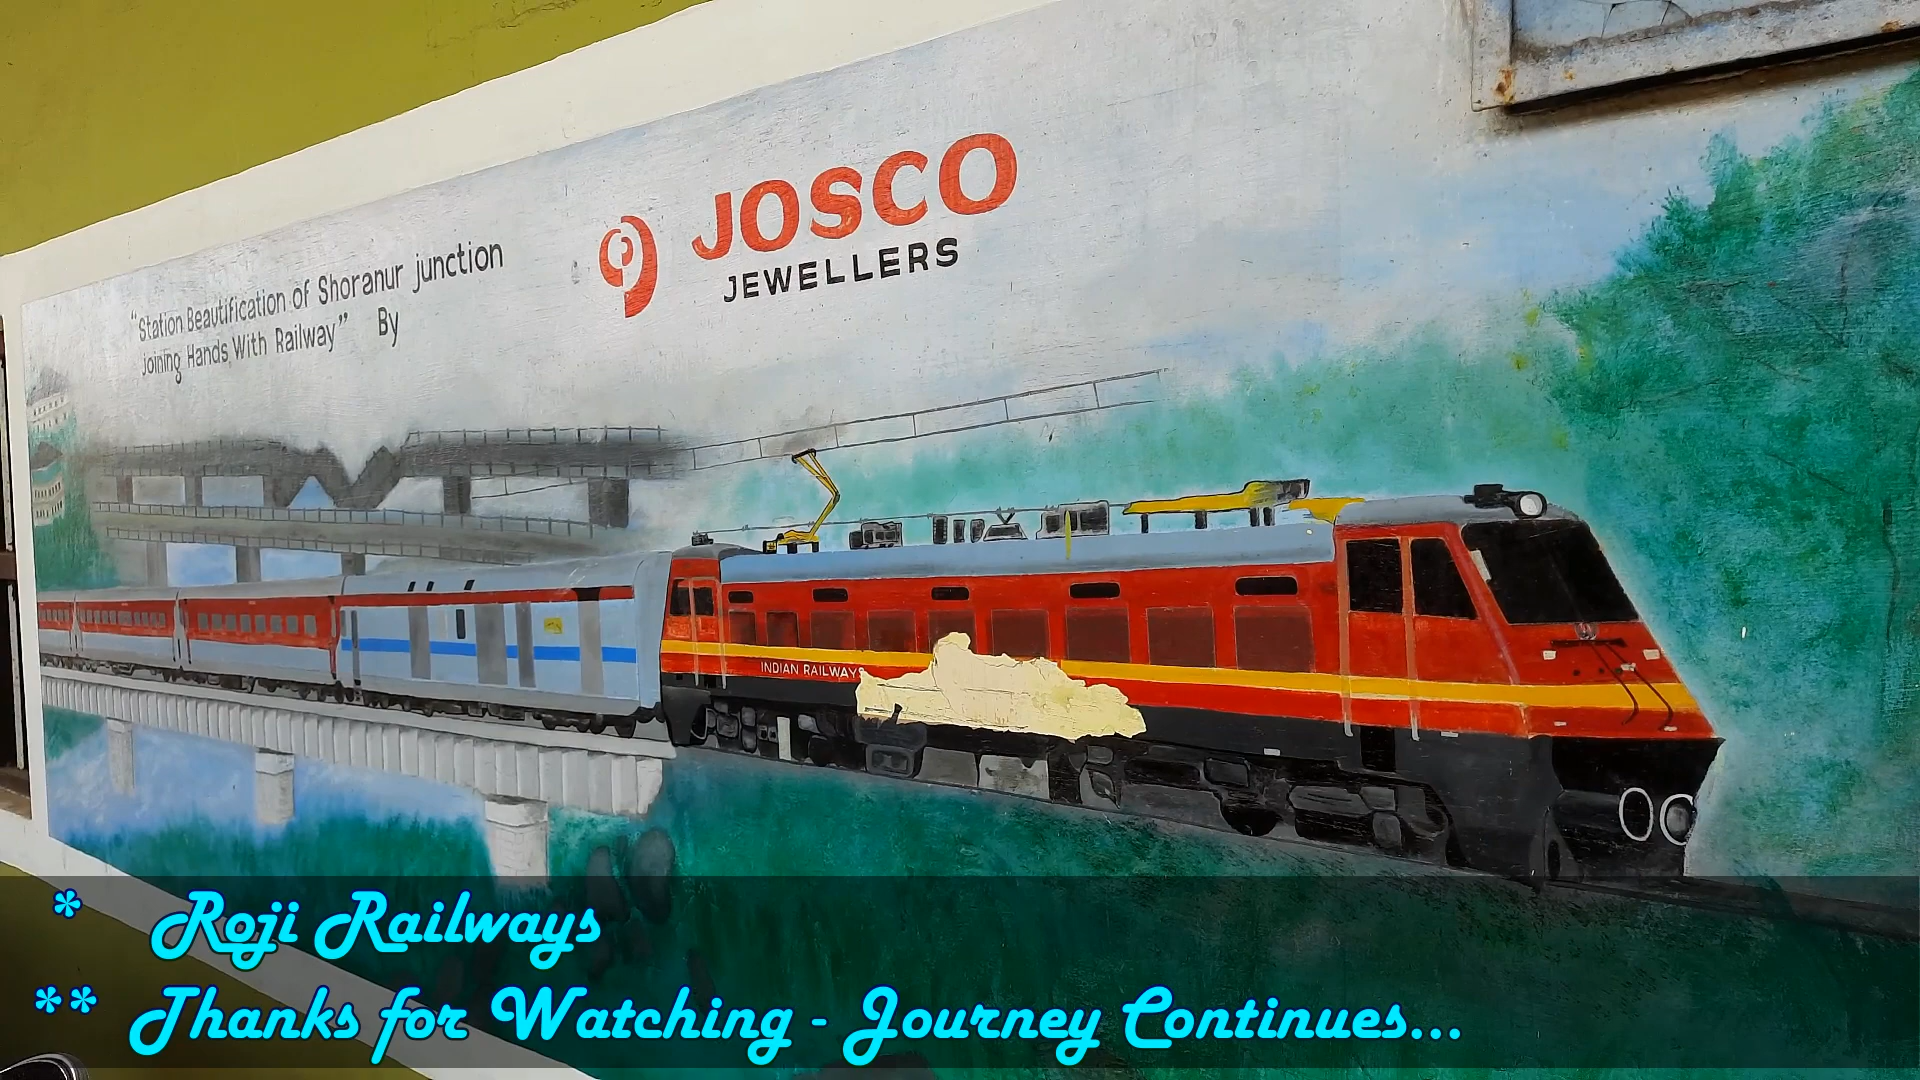 "Station Beautification of Shoranur junction
joining Hands With Railway" By
JOSCO
JEWELLERS
INDIAN RAILWAYS
* Roji Railways
** Thanks for Watching - Journey Continues...